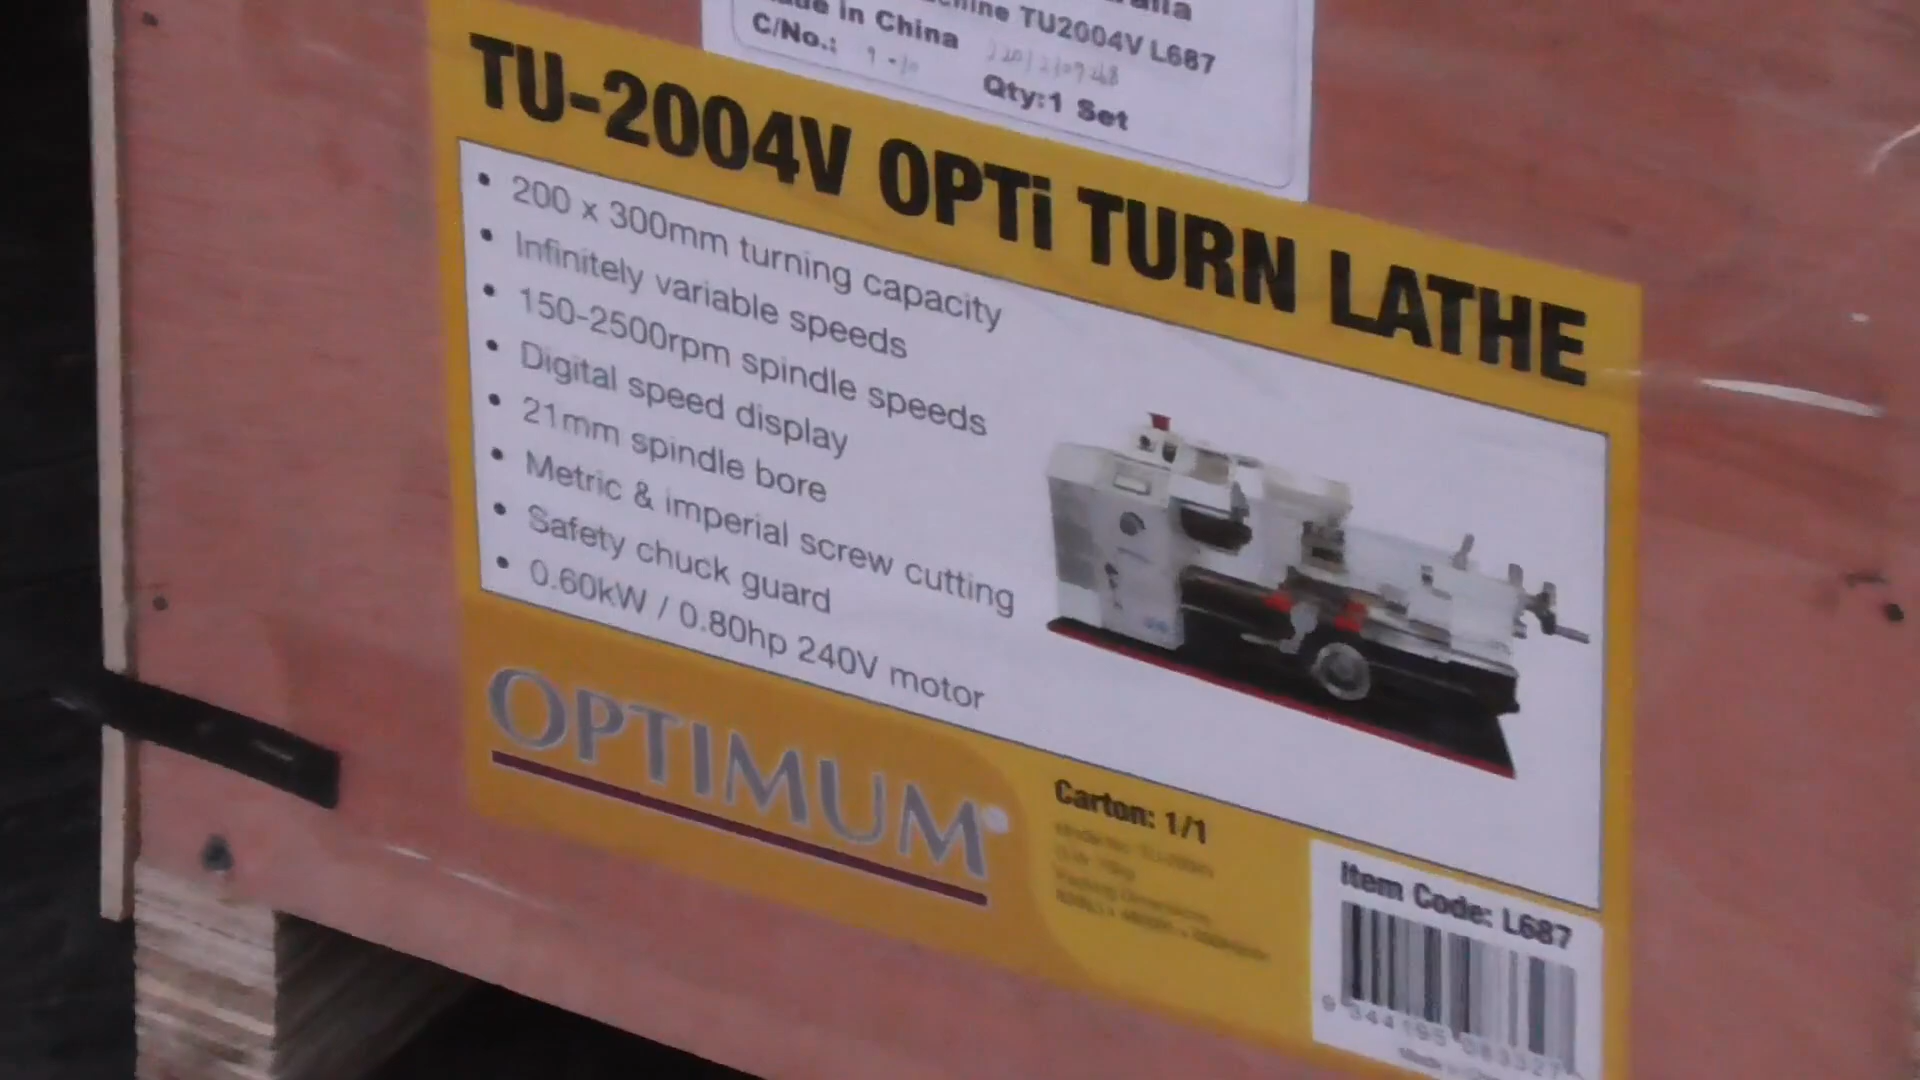 TU2004V L687
in China
C/No.:
Qty:1 Set
TU-2004V OPTi TURN LATHE
• 200 x 300mm turning capacity
• Infinitely variable speeds
• 150-2500rpm spindle speeds
• Digital speed display
• 21mm spindle bore
• Metric & imperial screw cutting
• Safety chuck guard
• 0.60kW / 0.80hp 240V motor
OPTIMUM
Carton: 1/1
Item Code: L687